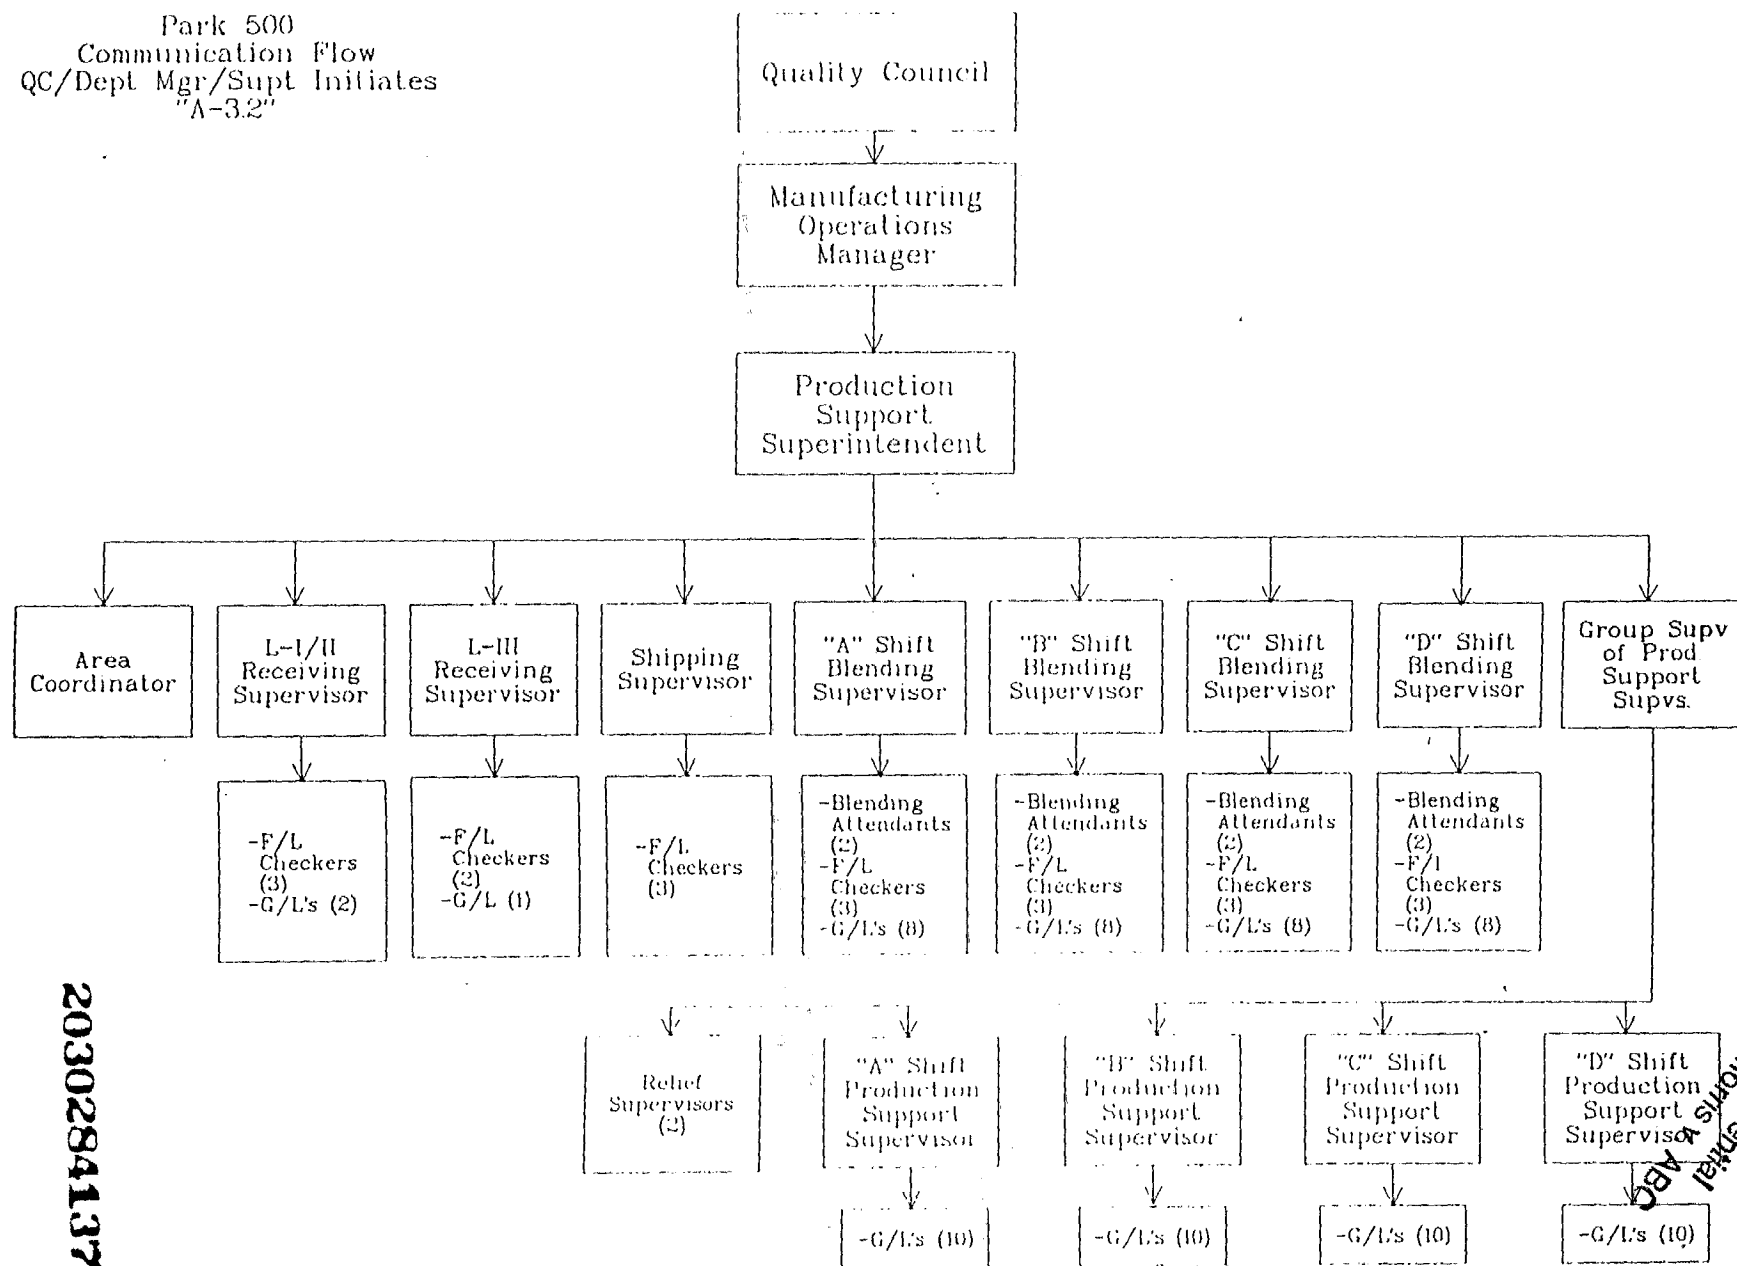 Park 500
Communication Flow
QC/Dept Mgr/Supt Initiates
"A-3.2"
Quality Council
Manufacturing
Operations
Manager
Production
Support
Superintendent
Area
Coordinator
L-I/II
Receiving
Supervisor
L-III
Receiving
Supervisor
Shipping
Supervisor
"A" Shift
Blending
Supervisor
"B" Shift
Blending
Supervisor
"C" Shift
Blending
Supervisor
"D" Shift
Blending
Supervisor
Group Supv
of Prod
Support
Supvs.
-F/L
Checkers
(3)
-G/L's (2)
-F/L
Checkers
(2)
-G/L (1)
-F/L
Checkers
(3)
-Blending
Attendants
(2)
-F/L
Checkers
(3)
-G/L's (8)
-Blending
Attendants
(2)
-F/L
Checkers
(3)
-G/L's (8)
-Blending
Attendants
(2)
-F/L
Checkers
(3)
-G/L's (8)
-Blending
Attendants
(2)
-F/l
Checkers
(3)
-G/L's (8)
Relief
Supervisors
(2)
"A" Shift
Production
Support
Supervisor
"B" Shift
Production
Support
Supervisor
"C" Shift
Production
Support
Supervisor
"D" Shift
Production
Support
Supervisor
-G/L's (10)
-G/L's (10)
-G/L's (10)
-G/L's (10)
2030284137
v ABC